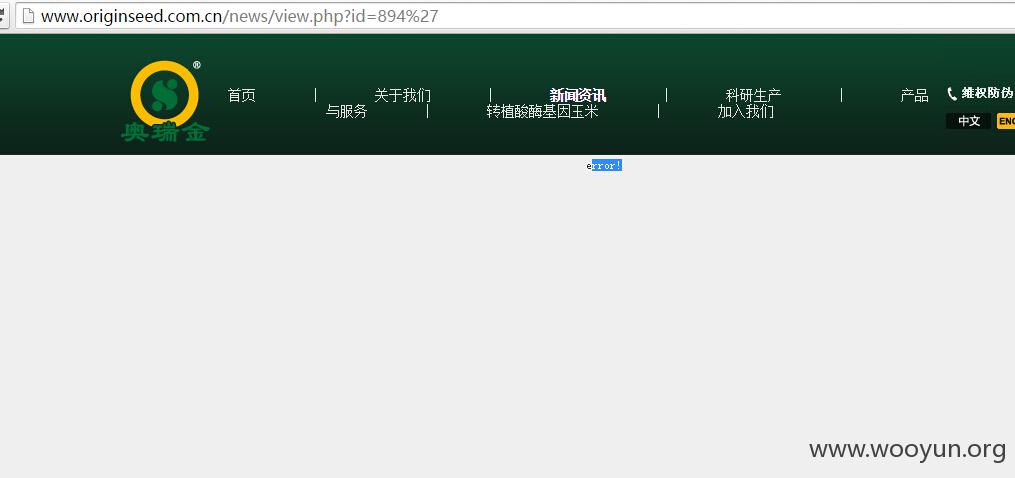 www.originseed.com.cn/news/view.php?id=894%27
®
奥瑞金
首页 | 关于我们 | 新闻资讯 | 科研生产 | 产品
与服务 | 转植酸酶基因玉米 | 加入我们
维权防伪
中文 ENG
error!
www.wooyun.org